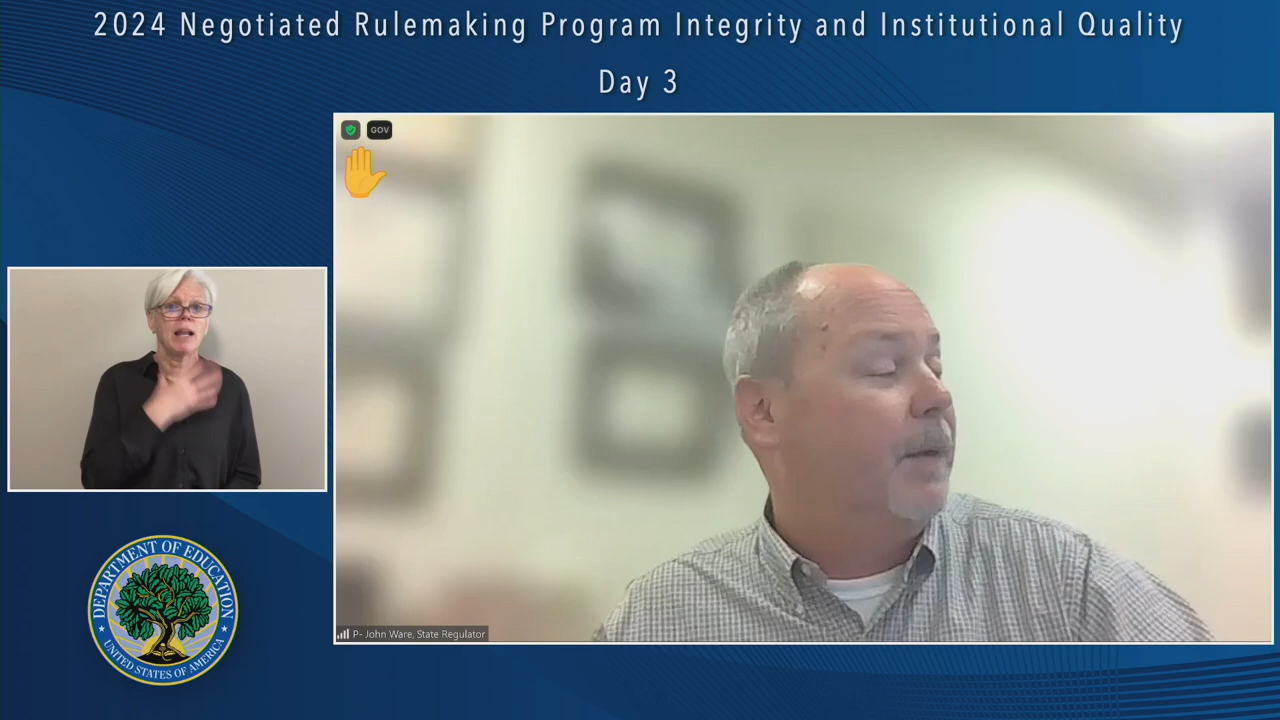 2024 Negotiated Rulemaking Program Integrity and Institutional Quality
Day 3
GOV
P- John Ware, State Regulator
DEPARTMENT OF EDUCATION
UNITED STATES OF AMERICA